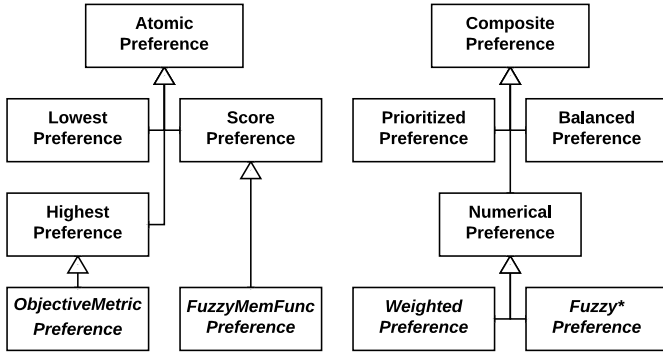 Atomic
Preference
Composite
Preference
Lowest
Preference
Score
Preference
Prioritized
Preference
Balanced
Preference
Highest
Preference
Numerical
Preference
ObjectiveMetric
Preference
FuzzyMemFunc
Preference
Weighted
Preference
Fuzzy*
Preference